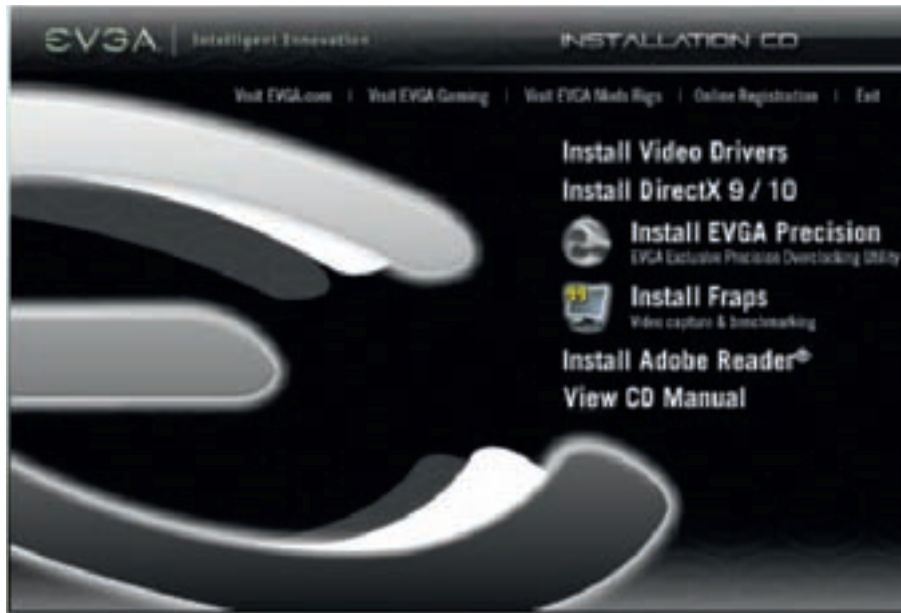 EVGA | Intelligent Innovation
INSTALLATION CD
Visit EVGA.com | Visit EVGA Gaming | Visit EVGA Mods Rigs | Online Registration | Exit
Install Video Drivers
Install DirectX 9 / 10
Install EVGA Precision
EVGA Exclusive Precision Overclocking Utility
99
Install Fraps
Video capture & benchmarking
Install Adobe Reader®
View CD Manual